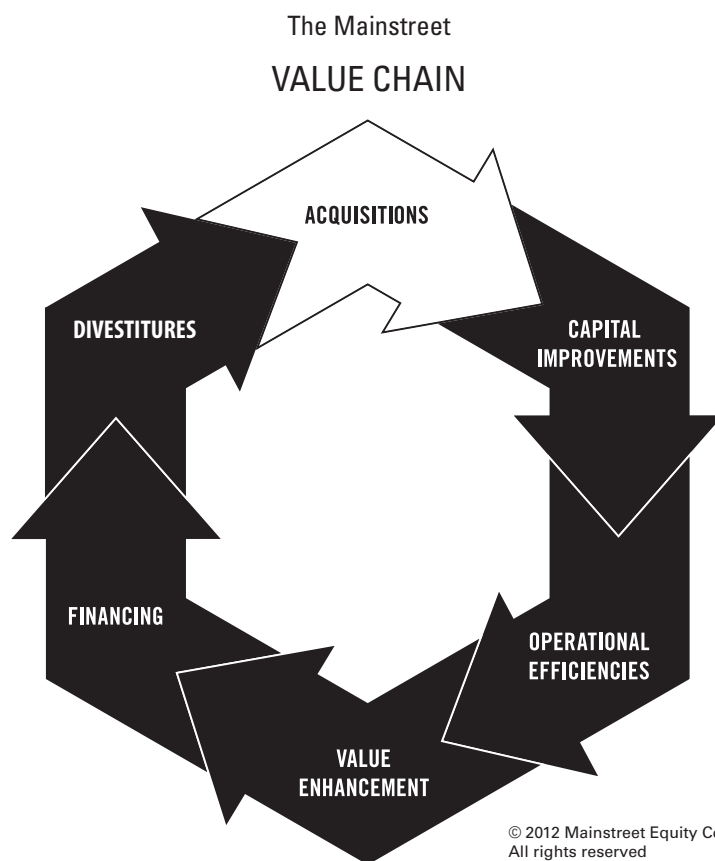 The Mainstreet
VALUE CHAIN
ACQUISITIONS
CAPITAL
IMPROVEMENTS
OPERATIONAL
EFFICIENCIES
VALUE
ENHANCEMENT
FINANCING
DIVESTITURES
© 2012 Mainstreet Equity
All rights reserved